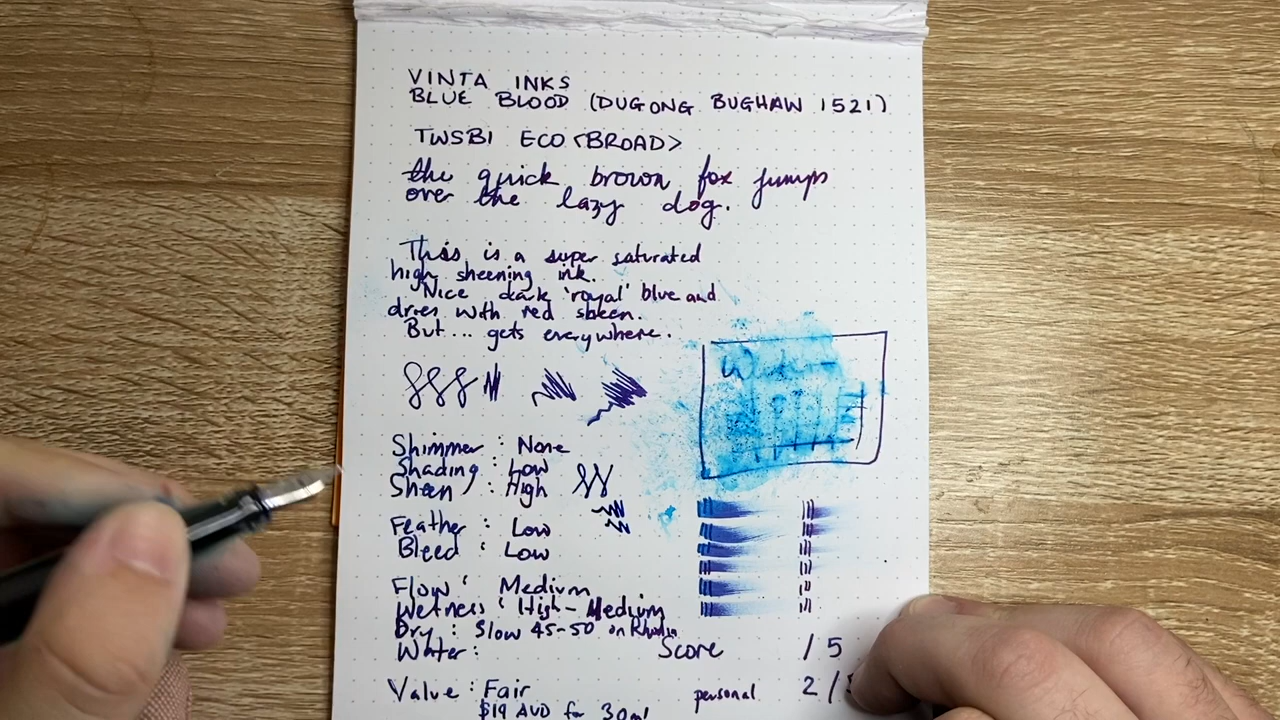 VINTA INKS
BLUE BLOOD (DUGONG BUGHAW 1521)
TWSBI ECO <BROAD>
the quick brown fox jumps
over the lazy dog.
This is a super saturated
high sheening ink.
Nice dark 'royal' blue and
dries with red sheen.
But... gets everywhere.
Shimmer : None
Shading : Low
Sheen : High
Feather : Low
Bleed : Low
Flow : Medium
Wetness : High - Medium
Dry : Slow 45-50 on Rhodia
Water:
Score /5
Value : Fair
personal 2/5
$19 AUD for 30ml